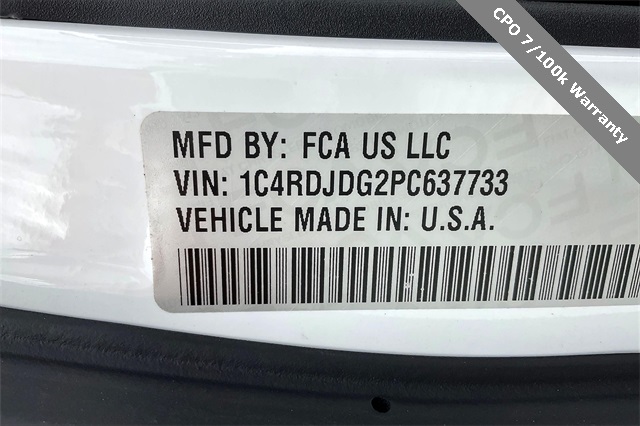 CPO 7/100k Warranty
MFD BY: FCA US LLC
VIN: 1C4RDJDG2PC637733
VEHICLE MADE IN: U.S.A.